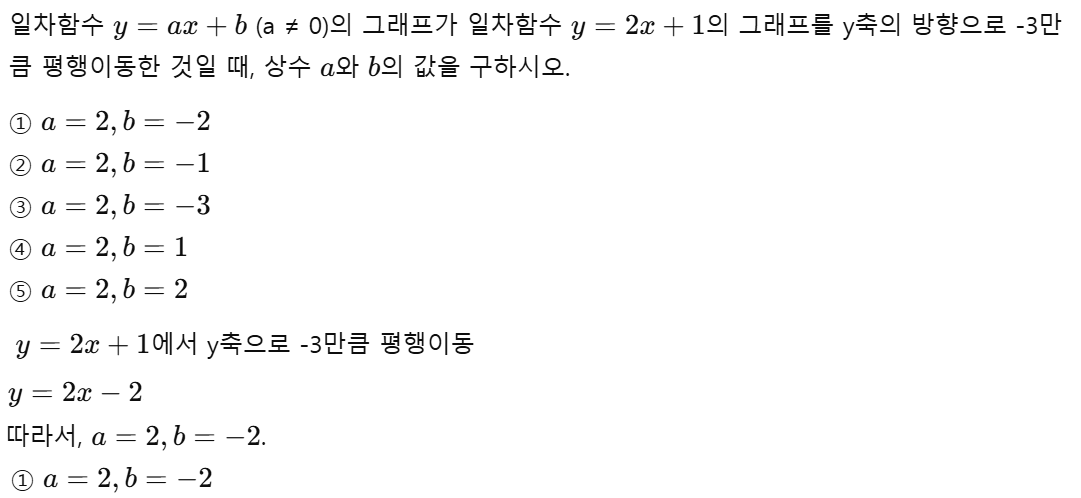 일차함수 y = ax + b (a ≠ 0)의 그래프가 일차함수 y = 2x + 1의 그래프를 y축의 방향으로 -3만
큼 평행이동한 것일 때, 상수 a와 b의 값을 구하시오.
① a = 2, b = −2
② a = 2, b = −1
③ a = 2, b = −3
④ a = 2, b = 1
⑤ a = 2, b = 2
y = 2x + 1에서 y축으로 -3만큼 평행이동
y = 2x − 2
따라서, a = 2, b = −2.
① a = 2, b = −2